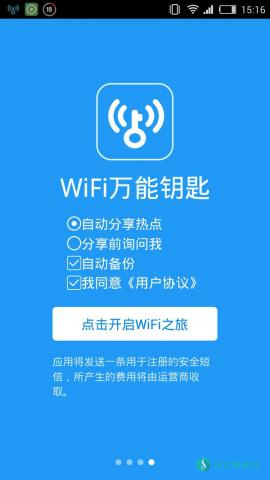 15:16
WiFi万能钥匙
自动分享热点
分享前询问我
自动备份
我同意《用户协议》
点击开启WiFi之旅
应用将发送一条用于注册的安全短
信，所产生的费用将由运营商收
取。